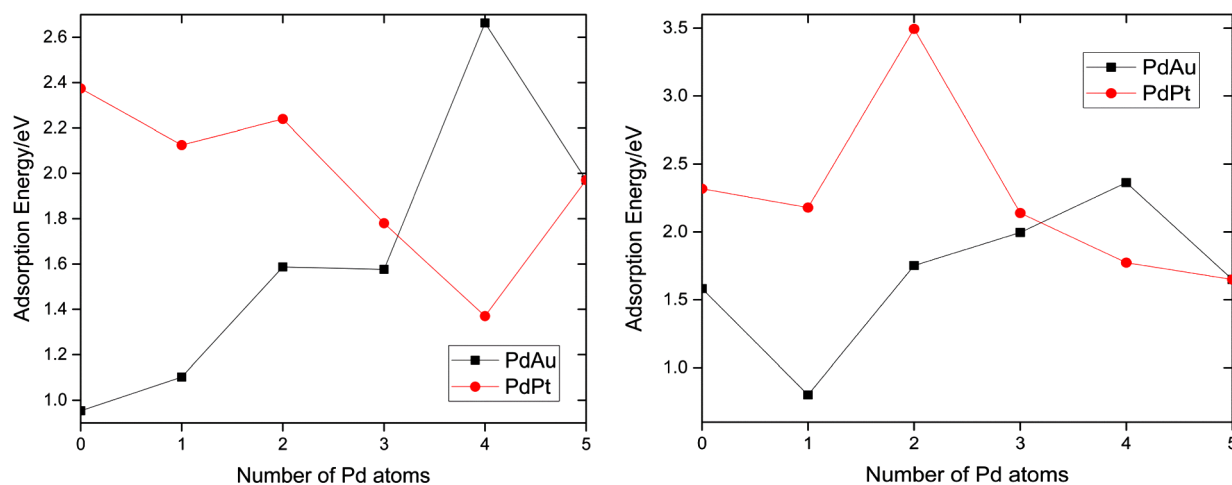 2.6
2.4
2.2
2.0
1.8
1.6
1.4
1.2
1.0
Adsorption Energy/eV
PdAu
PdPt
0 1 2 3 4 5
Number of Pd atoms
3.5
3.0
2.5
2.0
1.5
1.0
Adsorption Energy/eV
PdAu
PdPt
0 1 2 3 4 5
Number of Pd atoms